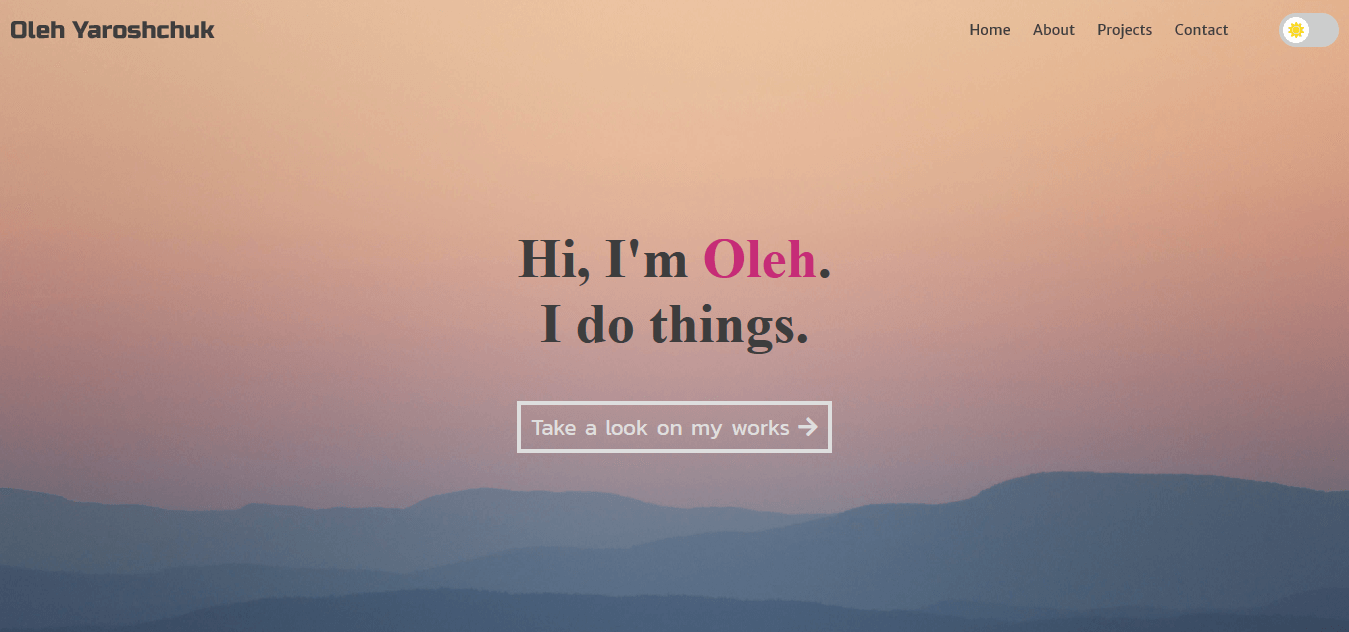 Oleh Yaroshchuk
Home About Projects Contact
Hi, I'm Oleh.
I do things.
Take a look on my works